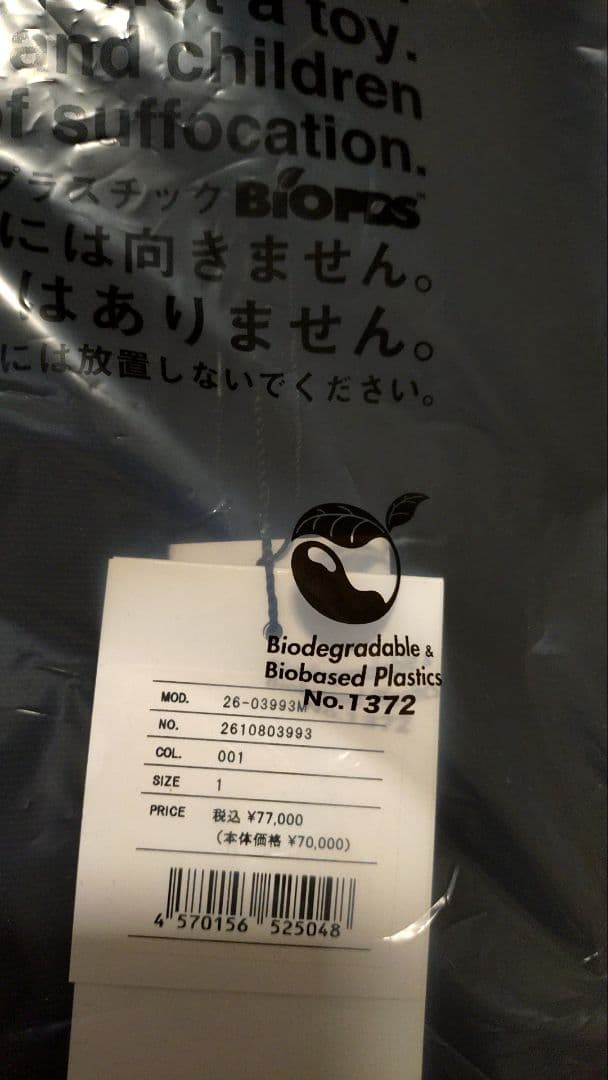 a toy.
and children
of suffocation.
プラスチック BIOPBS™
には向きません。
はありません。
には放置しないでください。
Biodegradable &
Biobased Plastics
No.1372
MOD. 26-03993M
NO. 2610803993
COL. 001
SIZE 1
PRICE 税込 ¥77,000
(本体価格 ¥70,000)
4 570156 525048